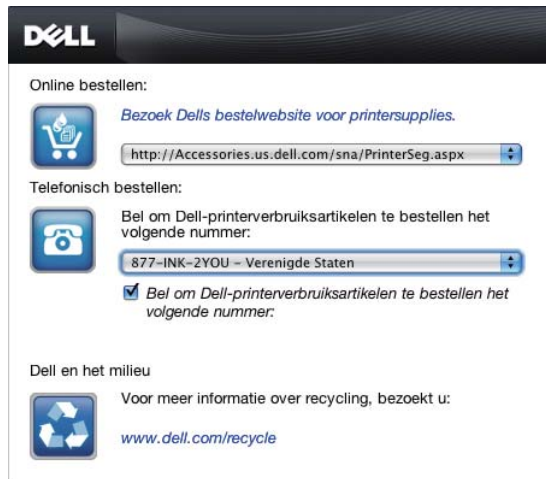 DELL
Online bestellen:
Bezoek Dells bestelwebsite voor printersupplies.
http://Accessories.us.dell.com/sna/PrinterSeg.aspx
Telefonisch bestellen:
Bel om Dell-printerverbruiksartikelen te bestellen het
volgende nummer:
877-INK-2YOU – Verenigde Staten
Bel om Dell-printerverbruiksartikelen te bestellen het
volgende nummer:
Dell en het milieu
Voor meer informatie over recycling, bezoekt u:
www.dell.com/recycle